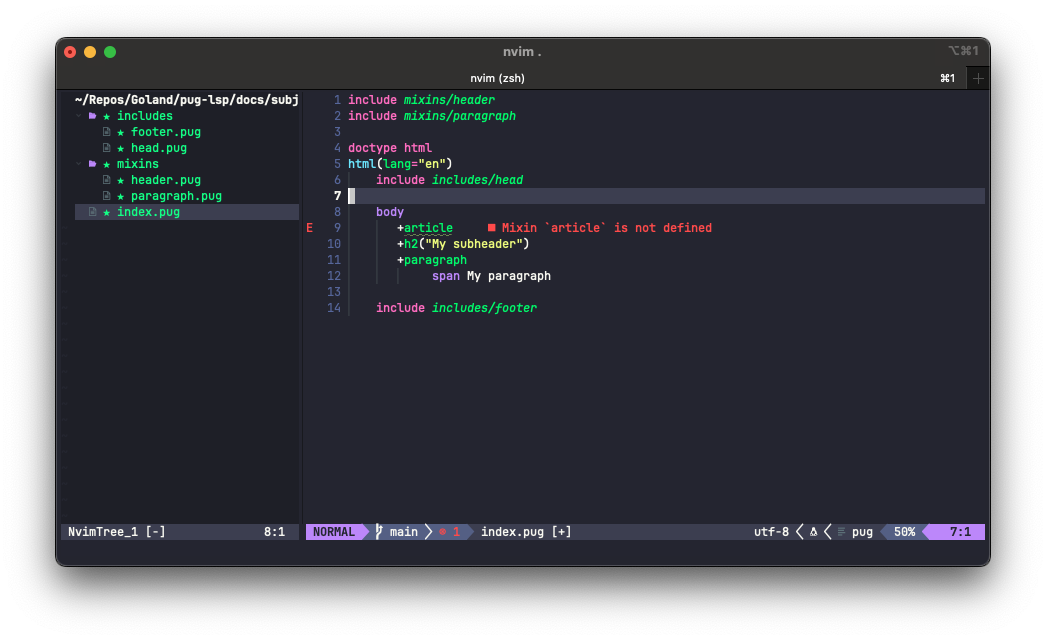 nvim .
⌥⌘1
nvim (zsh)
⌘1
~/Repos/Goland/pug-lsp/docs/subj
includes
footer.pug
head.pug
mixins
header.pug
paragraph.pug
index.pug
1 include mixins/header
2 include mixins/paragraph
3
4 doctype html
5 html(lang="en")
6 include includes/head
7
8 body
E 9 +article ■ Mixin `article` is not defined
10 +h2("My subheader")
11 +paragraph
12 span My paragraph
13
14 include includes/footer
NvimTree_1 [-] 8:1
NORMAL main 1 index.pug [+] utf-8 pug 50% 7:1